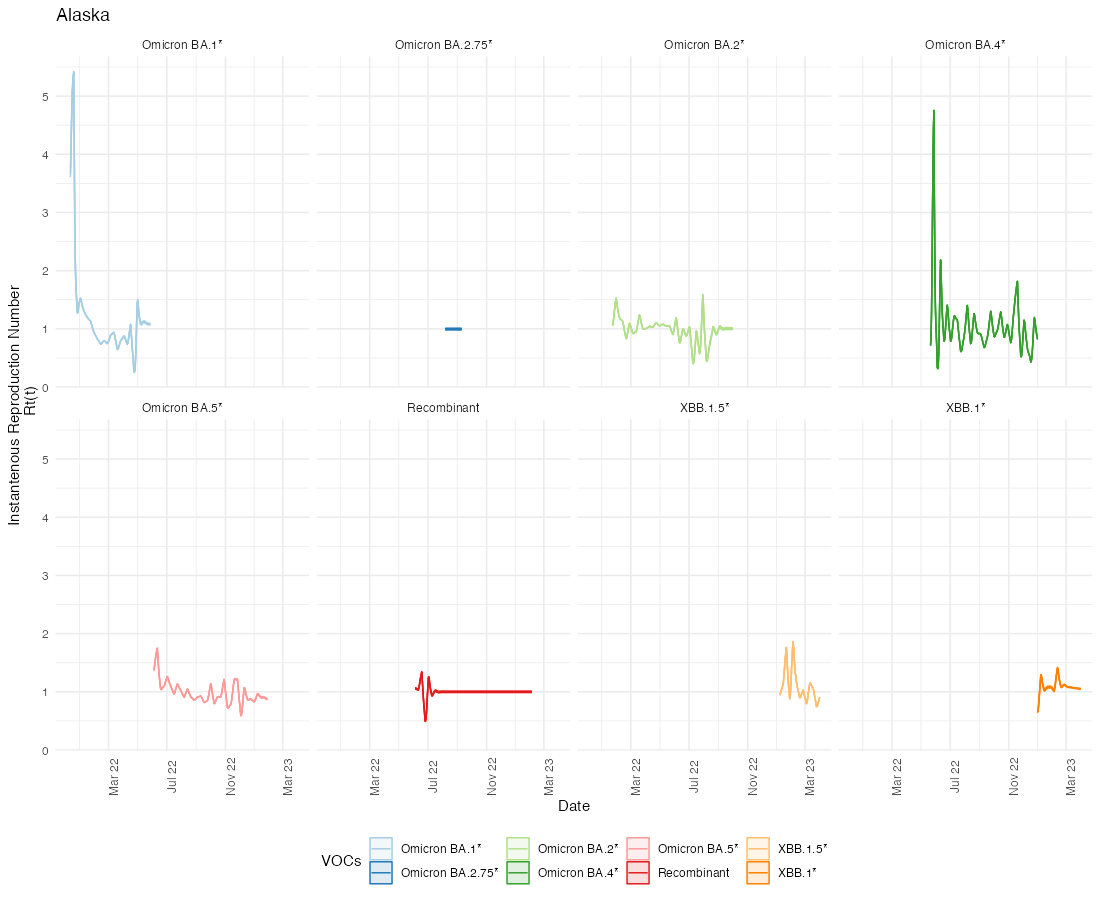 Alaska
Omicron BA.1*
Omicron BA.2.75*
Omicron BA.2*
Omicron BA.4*
5
4
3
2
1
0
Omicron BA.5*
Recombinant
XBB.1.5*
XBB.1*
5
4
3
2
1
0
Instantenous Reproduction Number
Rt(t)
Mar 22
Jul 22
Nov 22
Mar 23
Mar 22
Jul 22
Nov 22
Mar 23
Mar 22
Jul 22
Nov 22
Mar 23
Mar 22
Jul 22
Nov 22
Mar 23
Date
VOCs
Omicron BA.1*
Omicron BA.2*
Omicron BA.5*
XBB.1.5*
Omicron BA.2.75*
Omicron BA.4*
Recombinant
XBB.1*